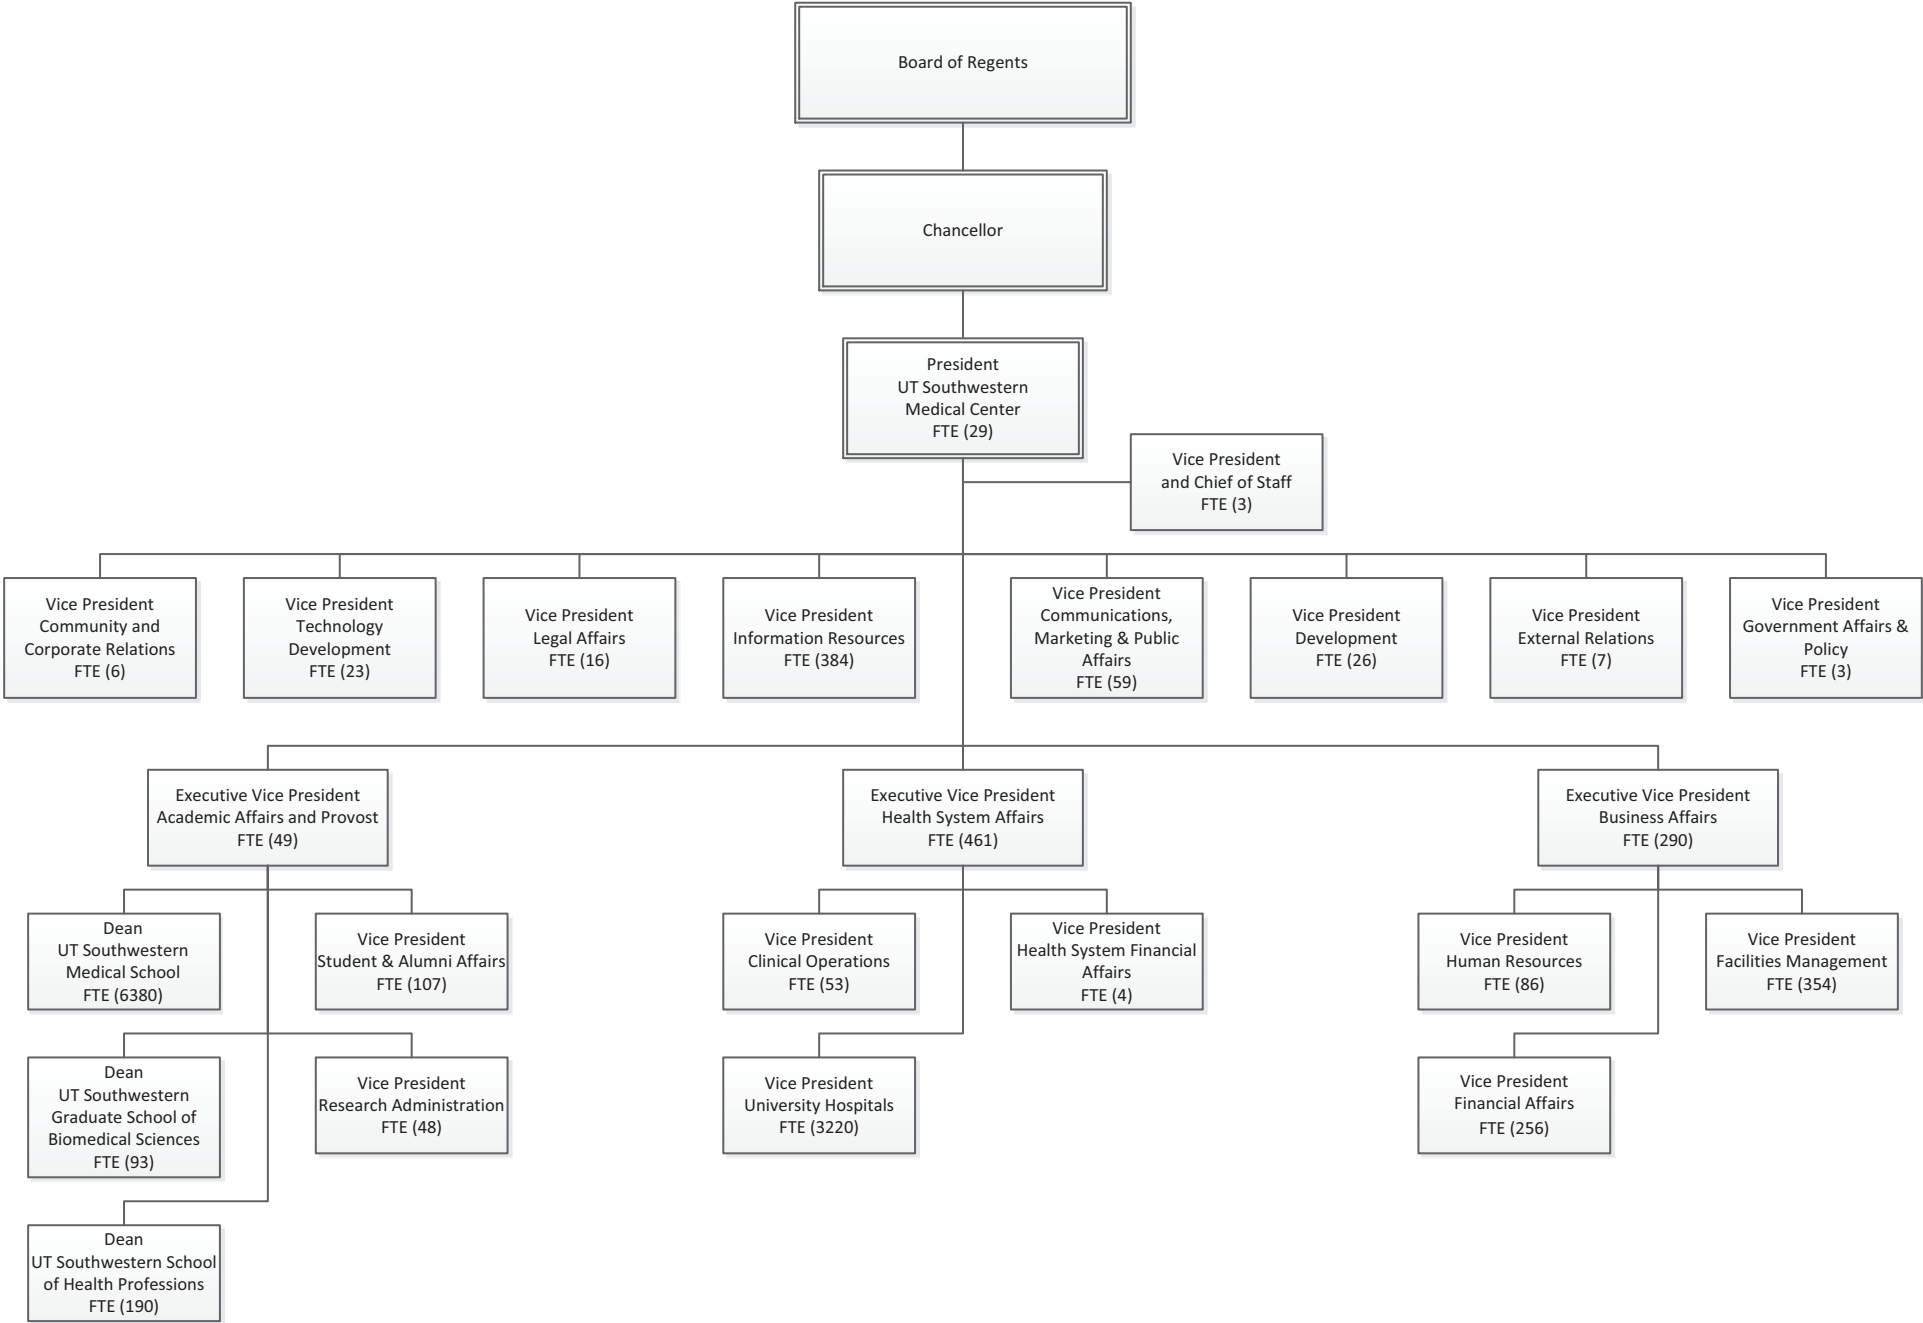 Board of Regents
Chancellor
President
UT Southwestern
Medical Center
FTE (29)
Vice President
and Chief of Staff
FTE (3)
Vice President
Community and
Corporate Relations
FTE (6)
Vice President
Technology
Development
FTE (23)
Vice President
Legal Affairs
FTE (16)
Vice President
Information Resources
FTE (384)
Vice President
Communications,
Marketing & Public
Affairs
FTE (59)
Vice President
Development
FTE (26)
Vice President
External Relations
FTE (7)
Vice President
Government Affairs &
Policy
FTE (3)
Executive Vice President
Academic Affairs and Provost
FTE (49)
Executive Vice President
Health System Affairs
FTE (461)
Executive Vice President
Business Affairs
FTE (290)
Dean
UT Southwestern
Medical School
FTE (6380)
Vice President
Student & Alumni Affairs
FTE (107)
Vice President
Clinical Operations
FTE (53)
Vice President
Health System Financial
Affairs
FTE (4)
Vice President
Human Resources
FTE (86)
Vice President
Facilities Management
FTE (354)
Dean
UT Southwestern
Graduate School of
Biomedical Sciences
FTE (93)
Vice President
Research Administration
FTE (48)
Vice President
University Hospitals
FTE (3220)
Vice President
Financial Affairs
FTE (256)
Dean
UT Southwestern School
of Health Professions
FTE (190)